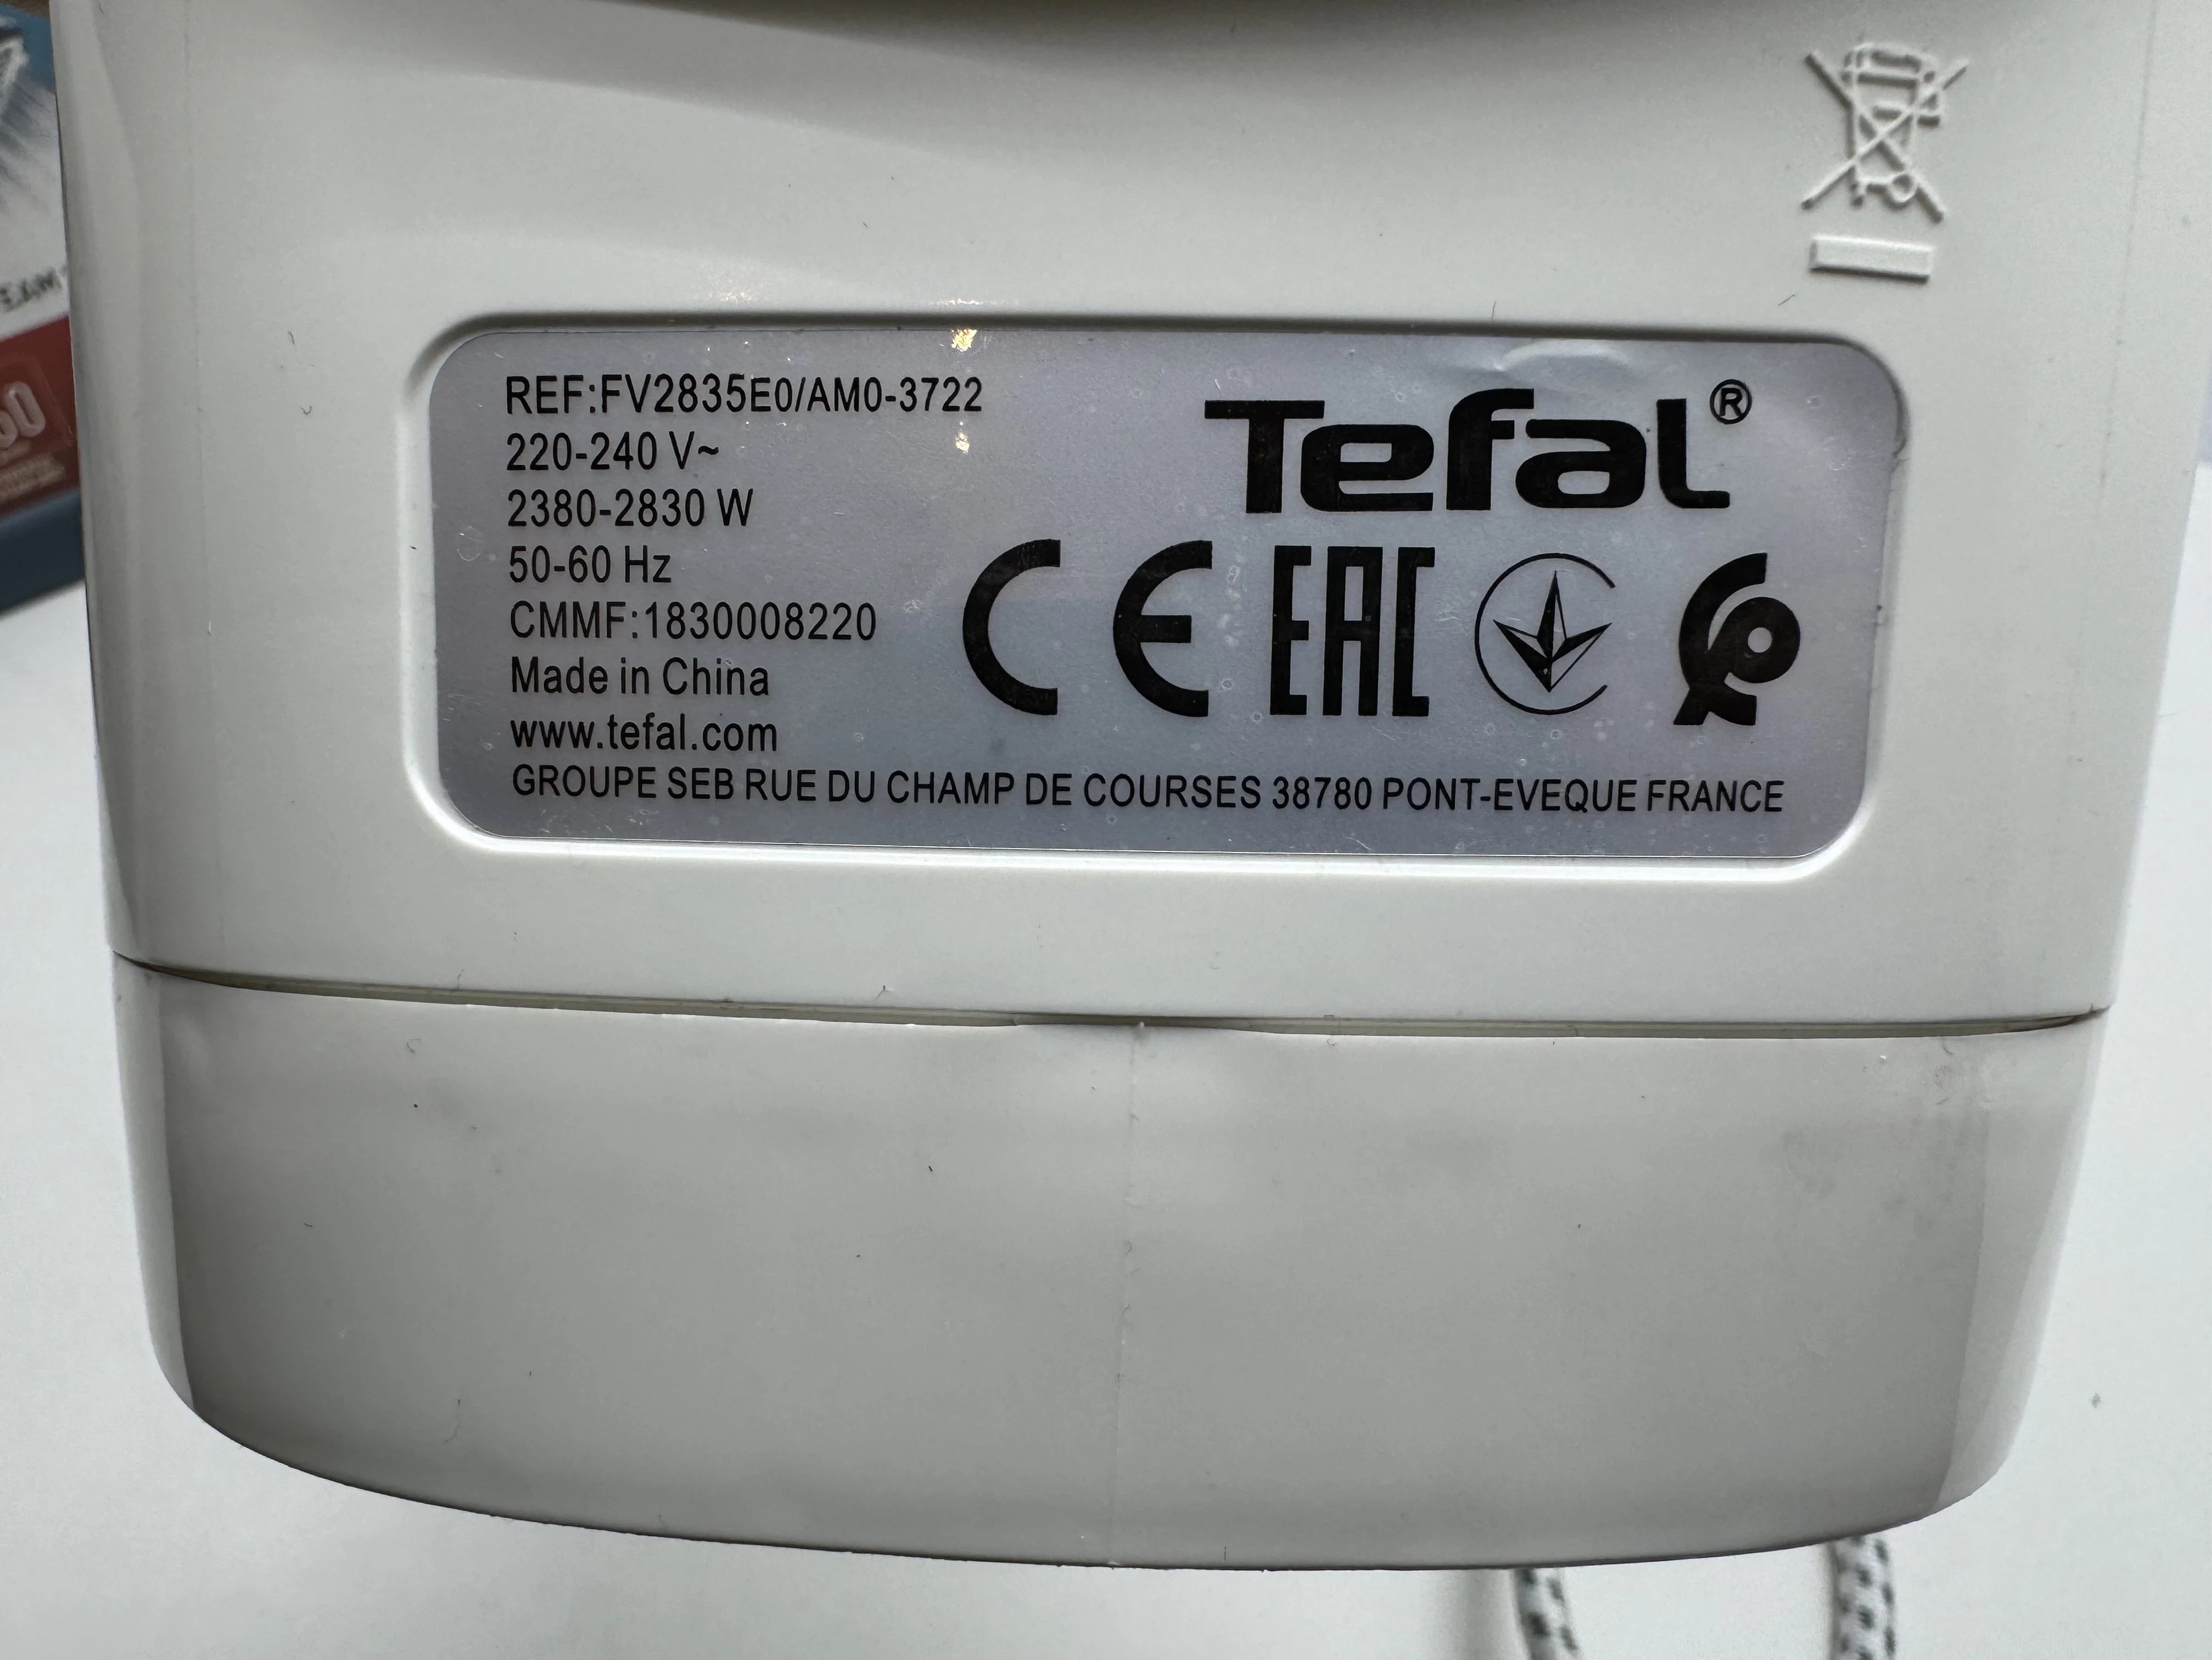 REF:FV2835E0/AM0-3722
220-240 V~
2380-2830 W
50-60 Hz
CMMF:1830008220
Made in China
www.tefal.com
GROUPE SEB RUE DU CHAMP DE COURSES 38780 PONT-EVEQUE FRANCE
Tefal®
CE EAC